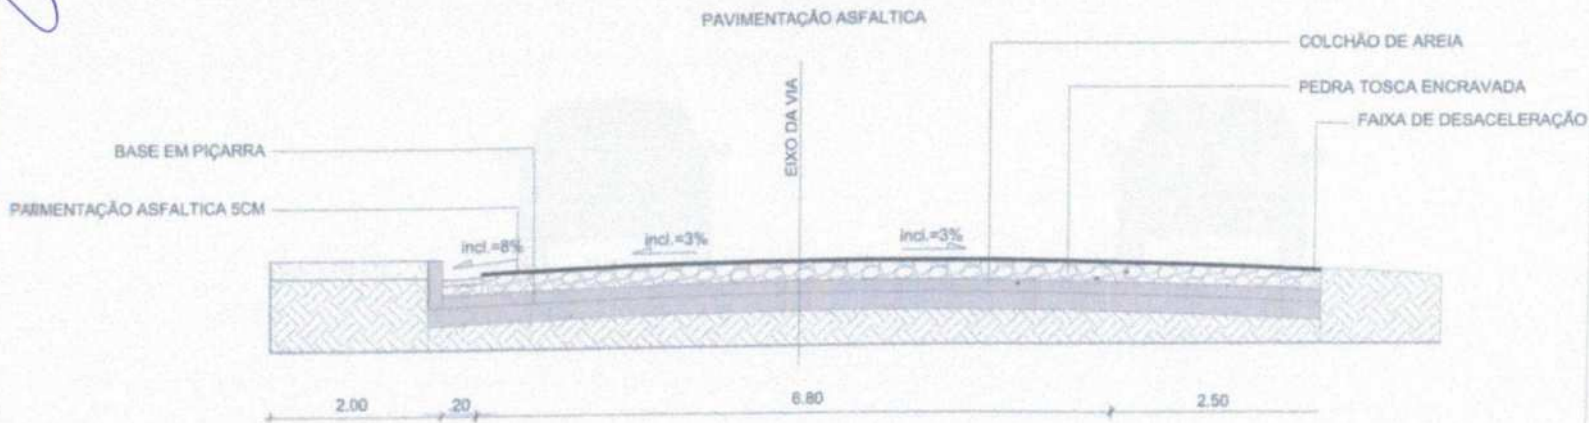 PAVIMENTAÇÃO ASFALTICA
COLCHÃO DE AREIA
PEDRA TOSCA ENCRAVADA
FAIXA DE DESACELERAÇÃO
EIXO DA VIA
BASE EM PIÇARRA
PAIIMENTAÇÃO ASFALTICA 5CM
incl.=8%
incl.=3%
incl.=3%
2.00
20
6.80
2.50